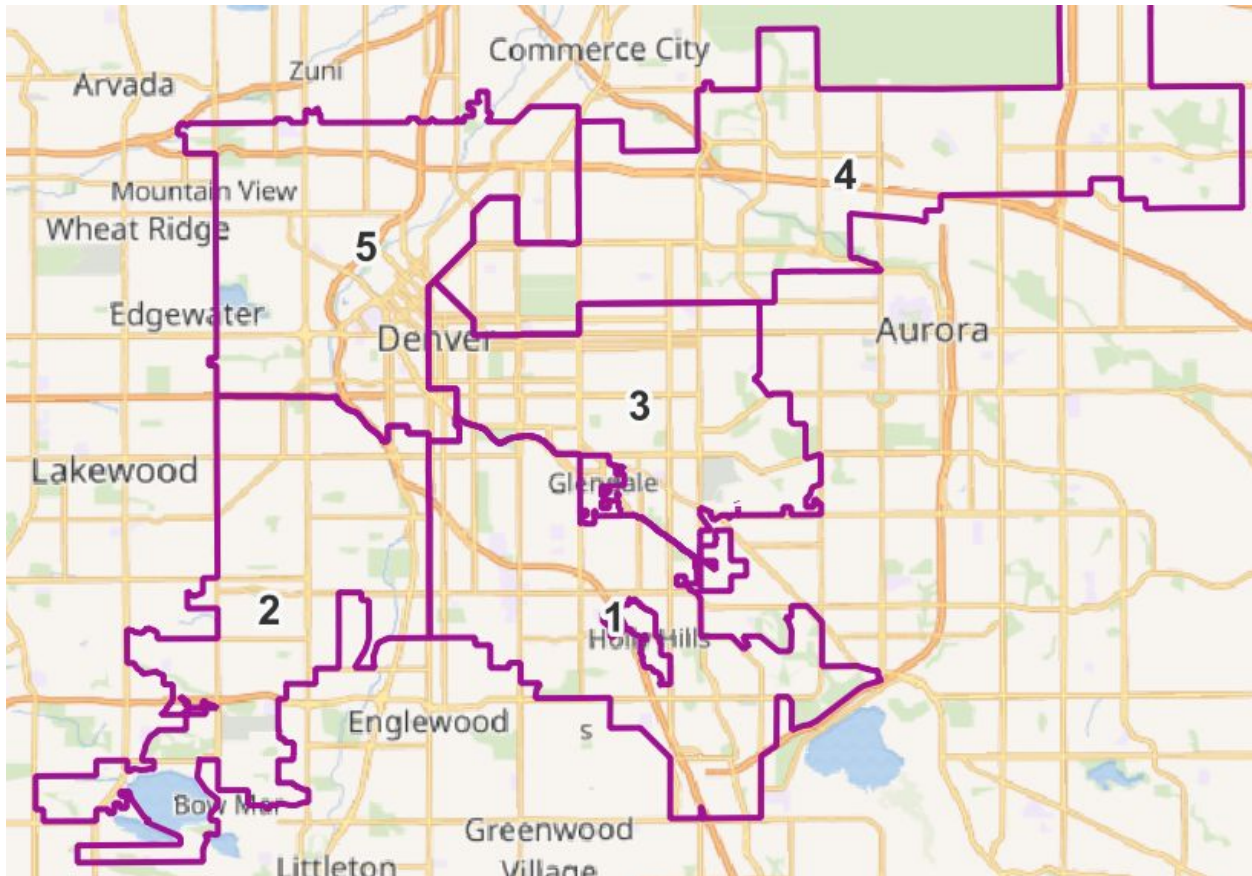 Commerce City
Zuni
Arvada
4
Mountain View
Wheat Ridge
5
Edgewater
Denver
Aurora
3
Lakewood
Glendale
2
1
Holly Hills
Englewood
s
Bow Mar
Greenwood
Village
Littleton